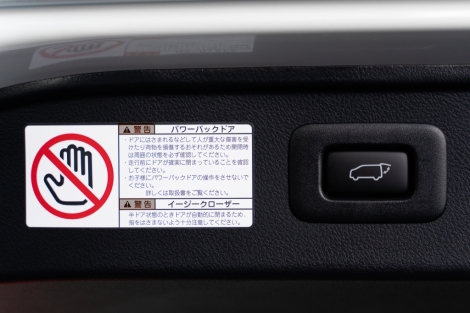 警告 パワーバックドア
・ドアにはさまれるなどして人が重大な傷害を受
けたり荷物を損傷するおそれがあるため開閉時
は周囲の状態を必ず確認してください。
・走行前にドアが確実に閉まっていることを確認
してください。
・お子様にパワーバックドアの操作をさせないで
ください。
詳しくは取扱書をご覧ください。
警告 イージークローザー
半ドア状態のときドアが自動的に閉まるため、
指をはさまないよう十分注意してください。